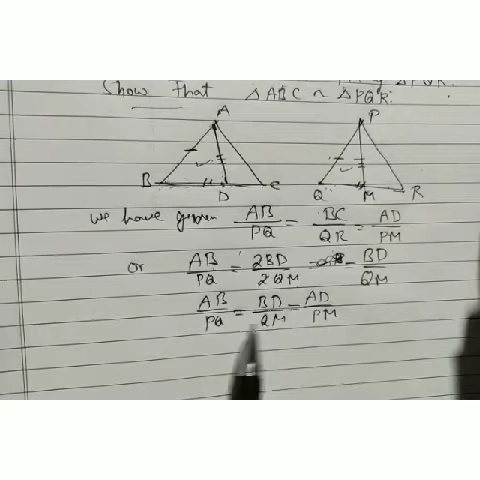 △PQR.
Show that △ABC ~ △PQR.
A
P
B D C
Q M R
we have given AB/PQ = BC/QR = AD/PM
or AB/PQ = 2BD/2QM = BD/QM
AB/PQ = BD/QM = AD/PM